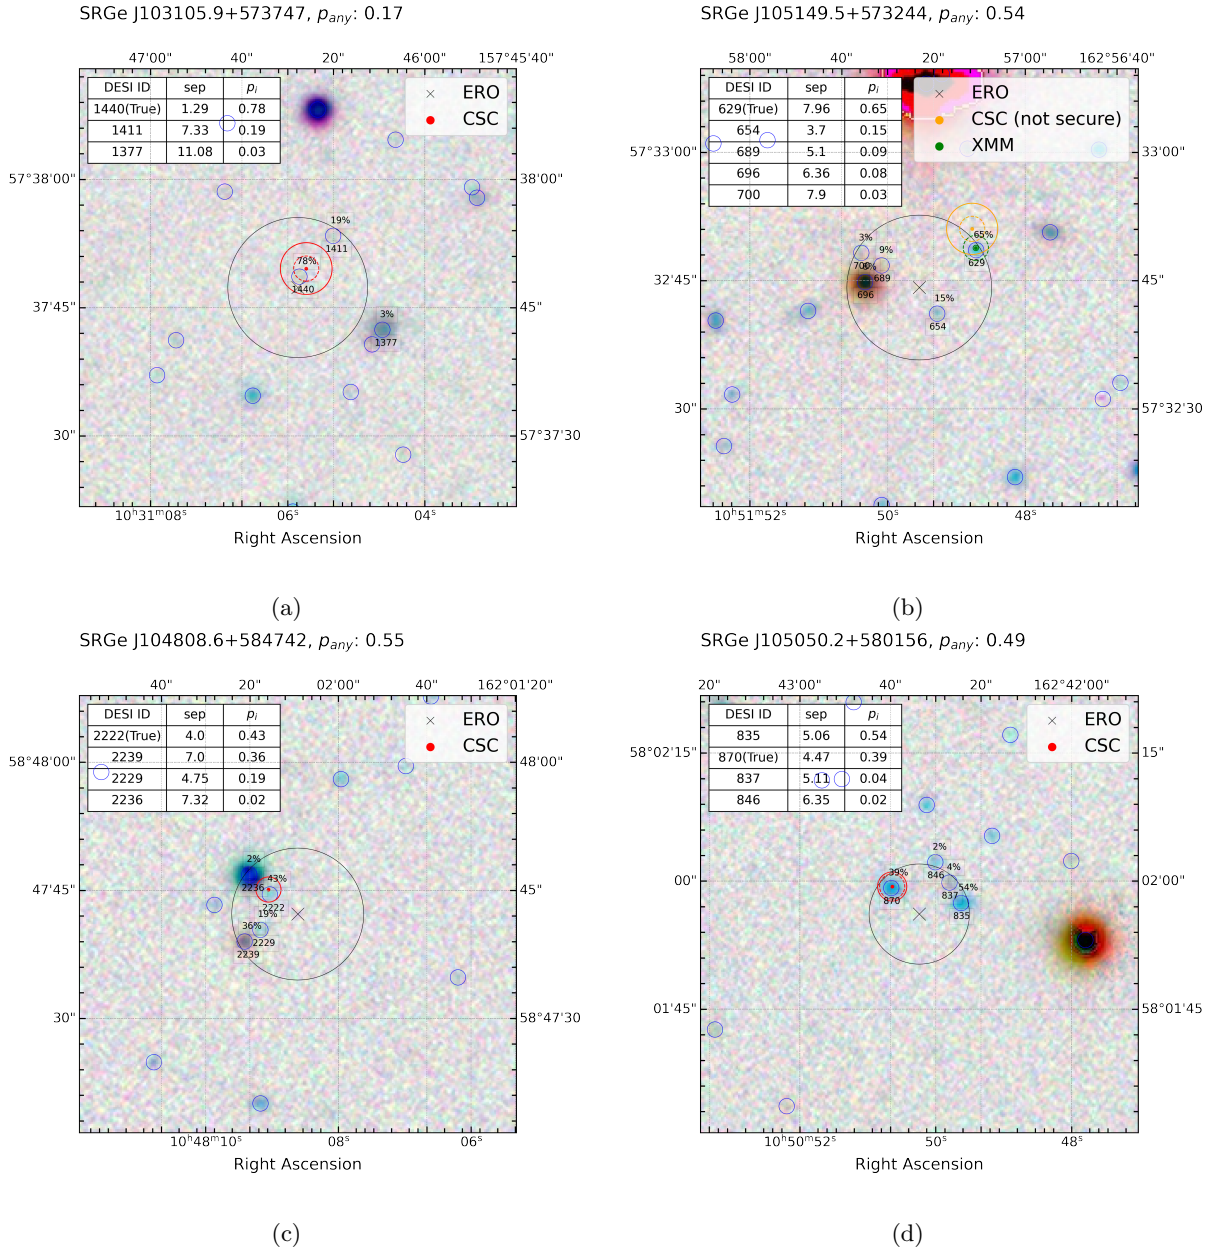 SRGe J103105.9+573747, p_any: 0.17
47'00" 40" 20" 46'00" 157°45'40"
DESI ID sep p_i
1440(True) 1.29 0.78
1411 7.33 0.19
1377 11.08 0.03
ERO
CSC
57°38'00"
38'00"
19%
1411
78%
1440
37'45"
45"
3%
1377
30"
57°37'30"
10ʰ31ᵐ08ˢ 06ˢ 04ˢ
Right Ascension
(a)
SRGe J105149.5+573244, p_any: 0.54
58'00" 40" 20" 57'00" 162°56'40"
DESI ID sep p_i
629(True) 7.96 0.65
654 3.7 0.15
689 5.1 0.09
696 6.36 0.08
700 7.9 0.03
ERO
CSC (not secure)
XMM
57°33'00"
33'00"
65%
629
3%
9%
700
8%
689
696
32'45"
45"
15%
654
30"
57°32'30"
10ʰ51ᵐ52ˢ 50ˢ 48ˢ
Right Ascension
(b)
SRGe J104808.6+584742, p_any: 0.55
40" 20" 02'00" 40" 162°01'20"
DESI ID sep p_i
2222(True) 4.0 0.43
2239 7.0 0.36
2229 4.75 0.19
2236 7.32 0.02
ERO
CSC
58°48'00"
48'00"
2%
2236
43%
2222
47'45"
45"
19%
36%
2229
2239
30"
58°47'30"
10ʰ48ᵐ10ˢ 08ˢ 06ˢ
Right Ascension
(c)
SRGe J105050.2+580156, p_any: 0.49
20" 43'00" 40" 20" 162°42'00"
DESI ID sep p_i
835 5.06 0.54
870(True) 4.47 0.39
837 5.11 0.04
846 6.35 0.02
ERO
CSC
58°02'15"
15"
2%
846
39%
870
4%
837
54%
835
00"
02'00"
01'45"
58°01'45"
10ʰ50ᵐ52ˢ 50ˢ 48ˢ
Right Ascension
(d)